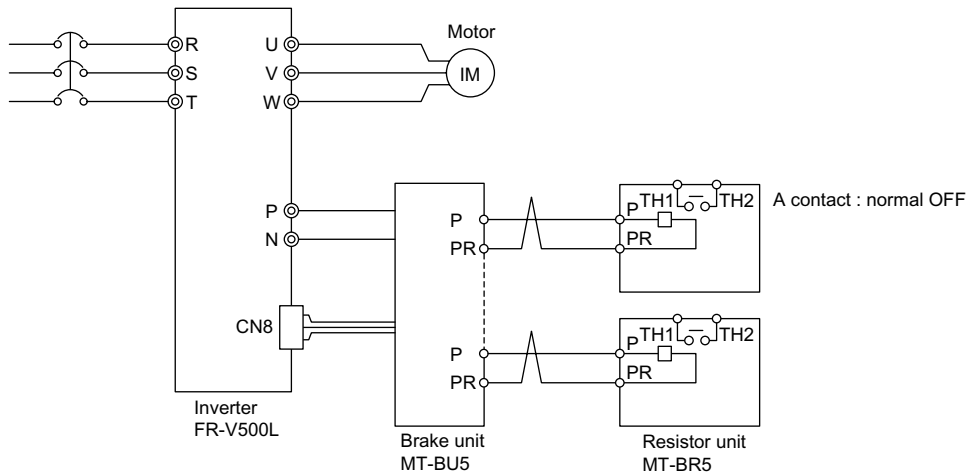 Motor
R
U
S
V
IM
T
W
P
TH1
TH2
A contact : normal OFF
P
P
N
PR
PR
CN8
P
TH1
TH2
P
PR
PR
Inverter
FR-V500L
Brake unit
MT-BU5
Resistor unit
MT-BR5